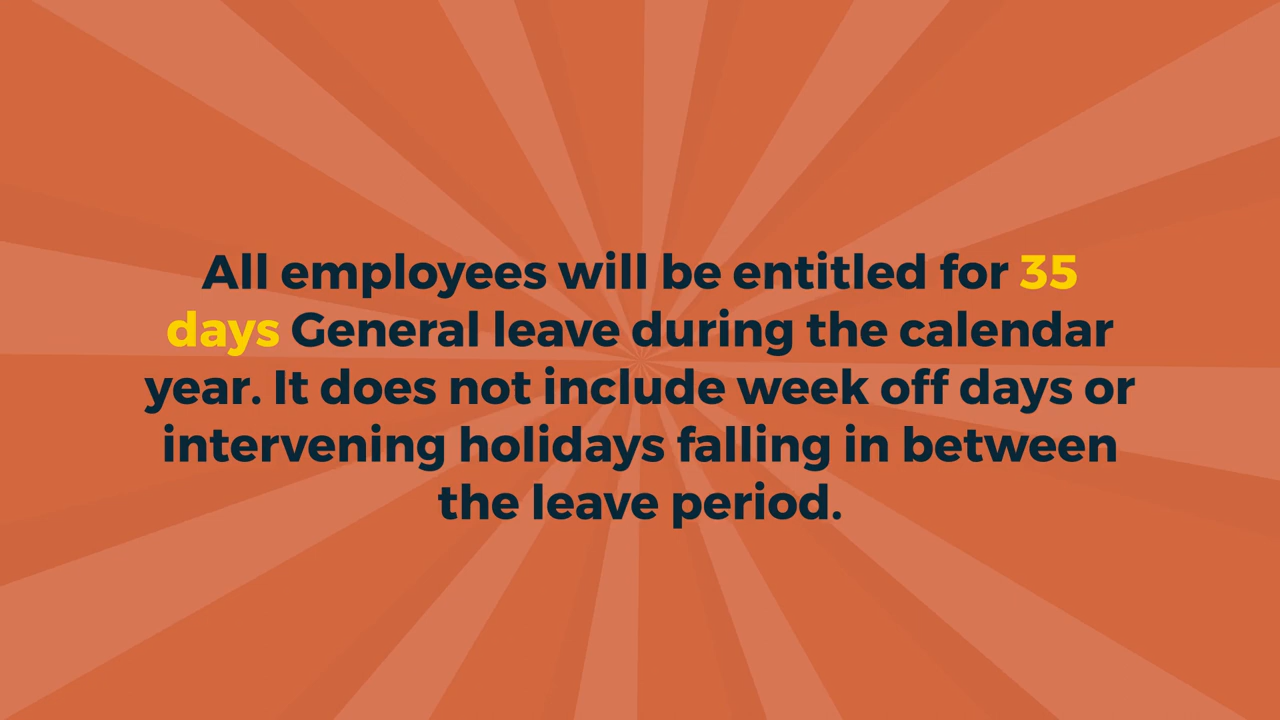 All employees will be entitled for 35
days General leave during the calendar
year. It does not include week off days or
intervening holidays falling in between
the leave period.